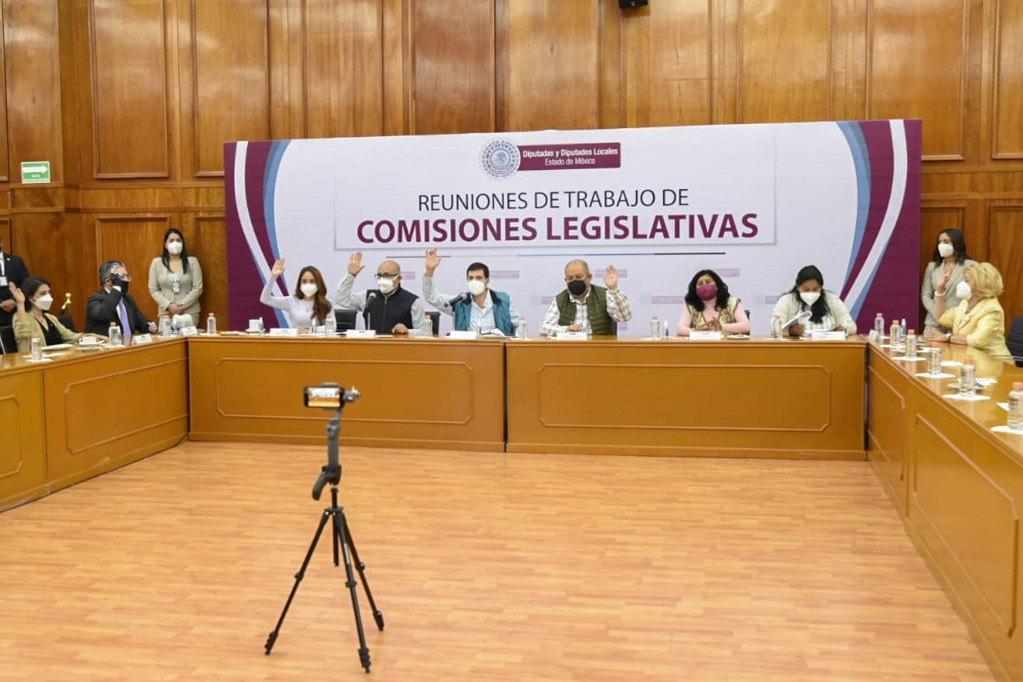 Diputadas y Diputados Locales
Estado de México
REUNIONES DE TRABAJO DE
COMISIONES LEGISLATIVAS